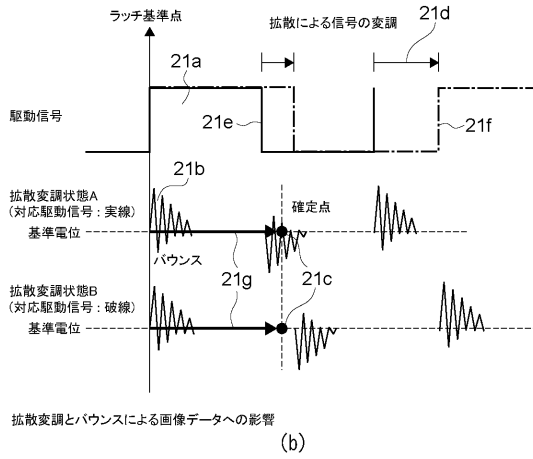 ラッチ基準点
拡散による信号の変調
21d
21a
駆動信号
21e
21f
21b
拡散変調状態A
(対応駆動信号:実線)
基準電位
確定点
バウンス
21g
21c
拡散変調状態B
(対応駆動信号:破線)
基準電位
拡散変調とバウンスによる画像データへの影響
(b)